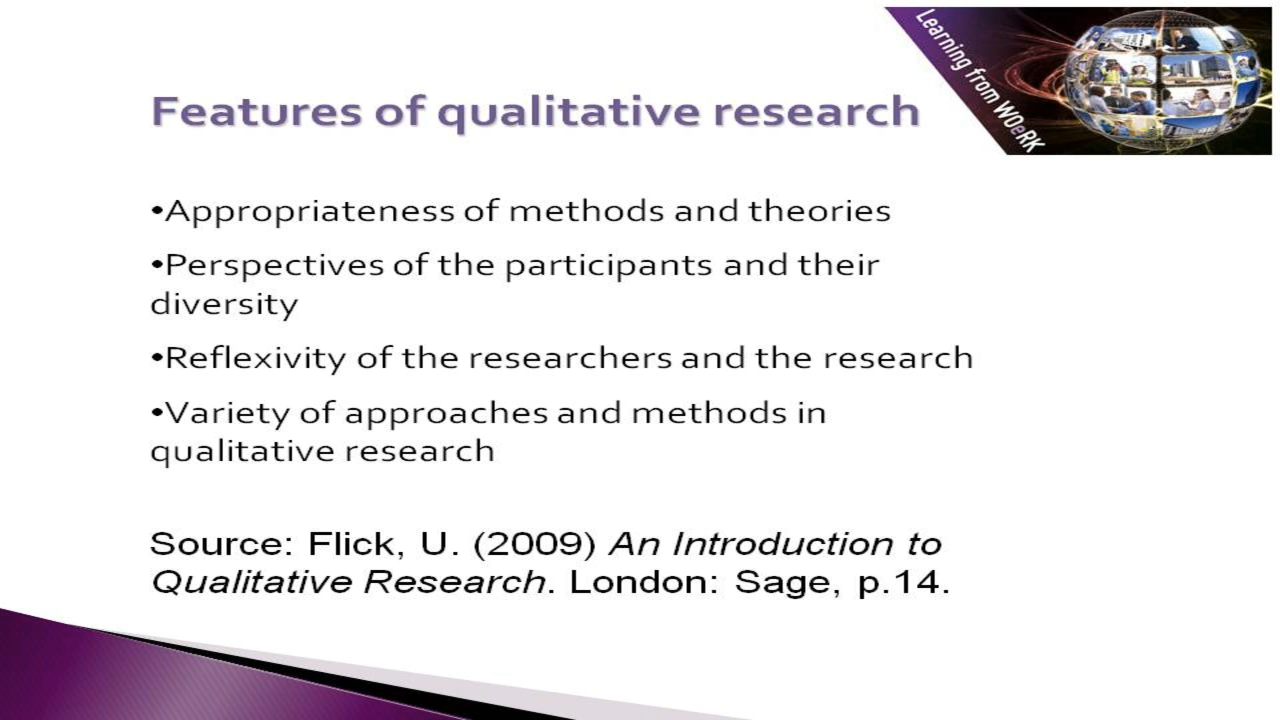 Learning from WOeRK
Features of qualitative research
•Appropriateness of methods and theories
•Perspectives of the participants and their
diversity
•Reflexivity of the researchers and the research
•Variety of approaches and methods in
qualitative research
Source: Flick, U. (2009) An Introduction to
Qualitative Research. London: Sage, p.14.